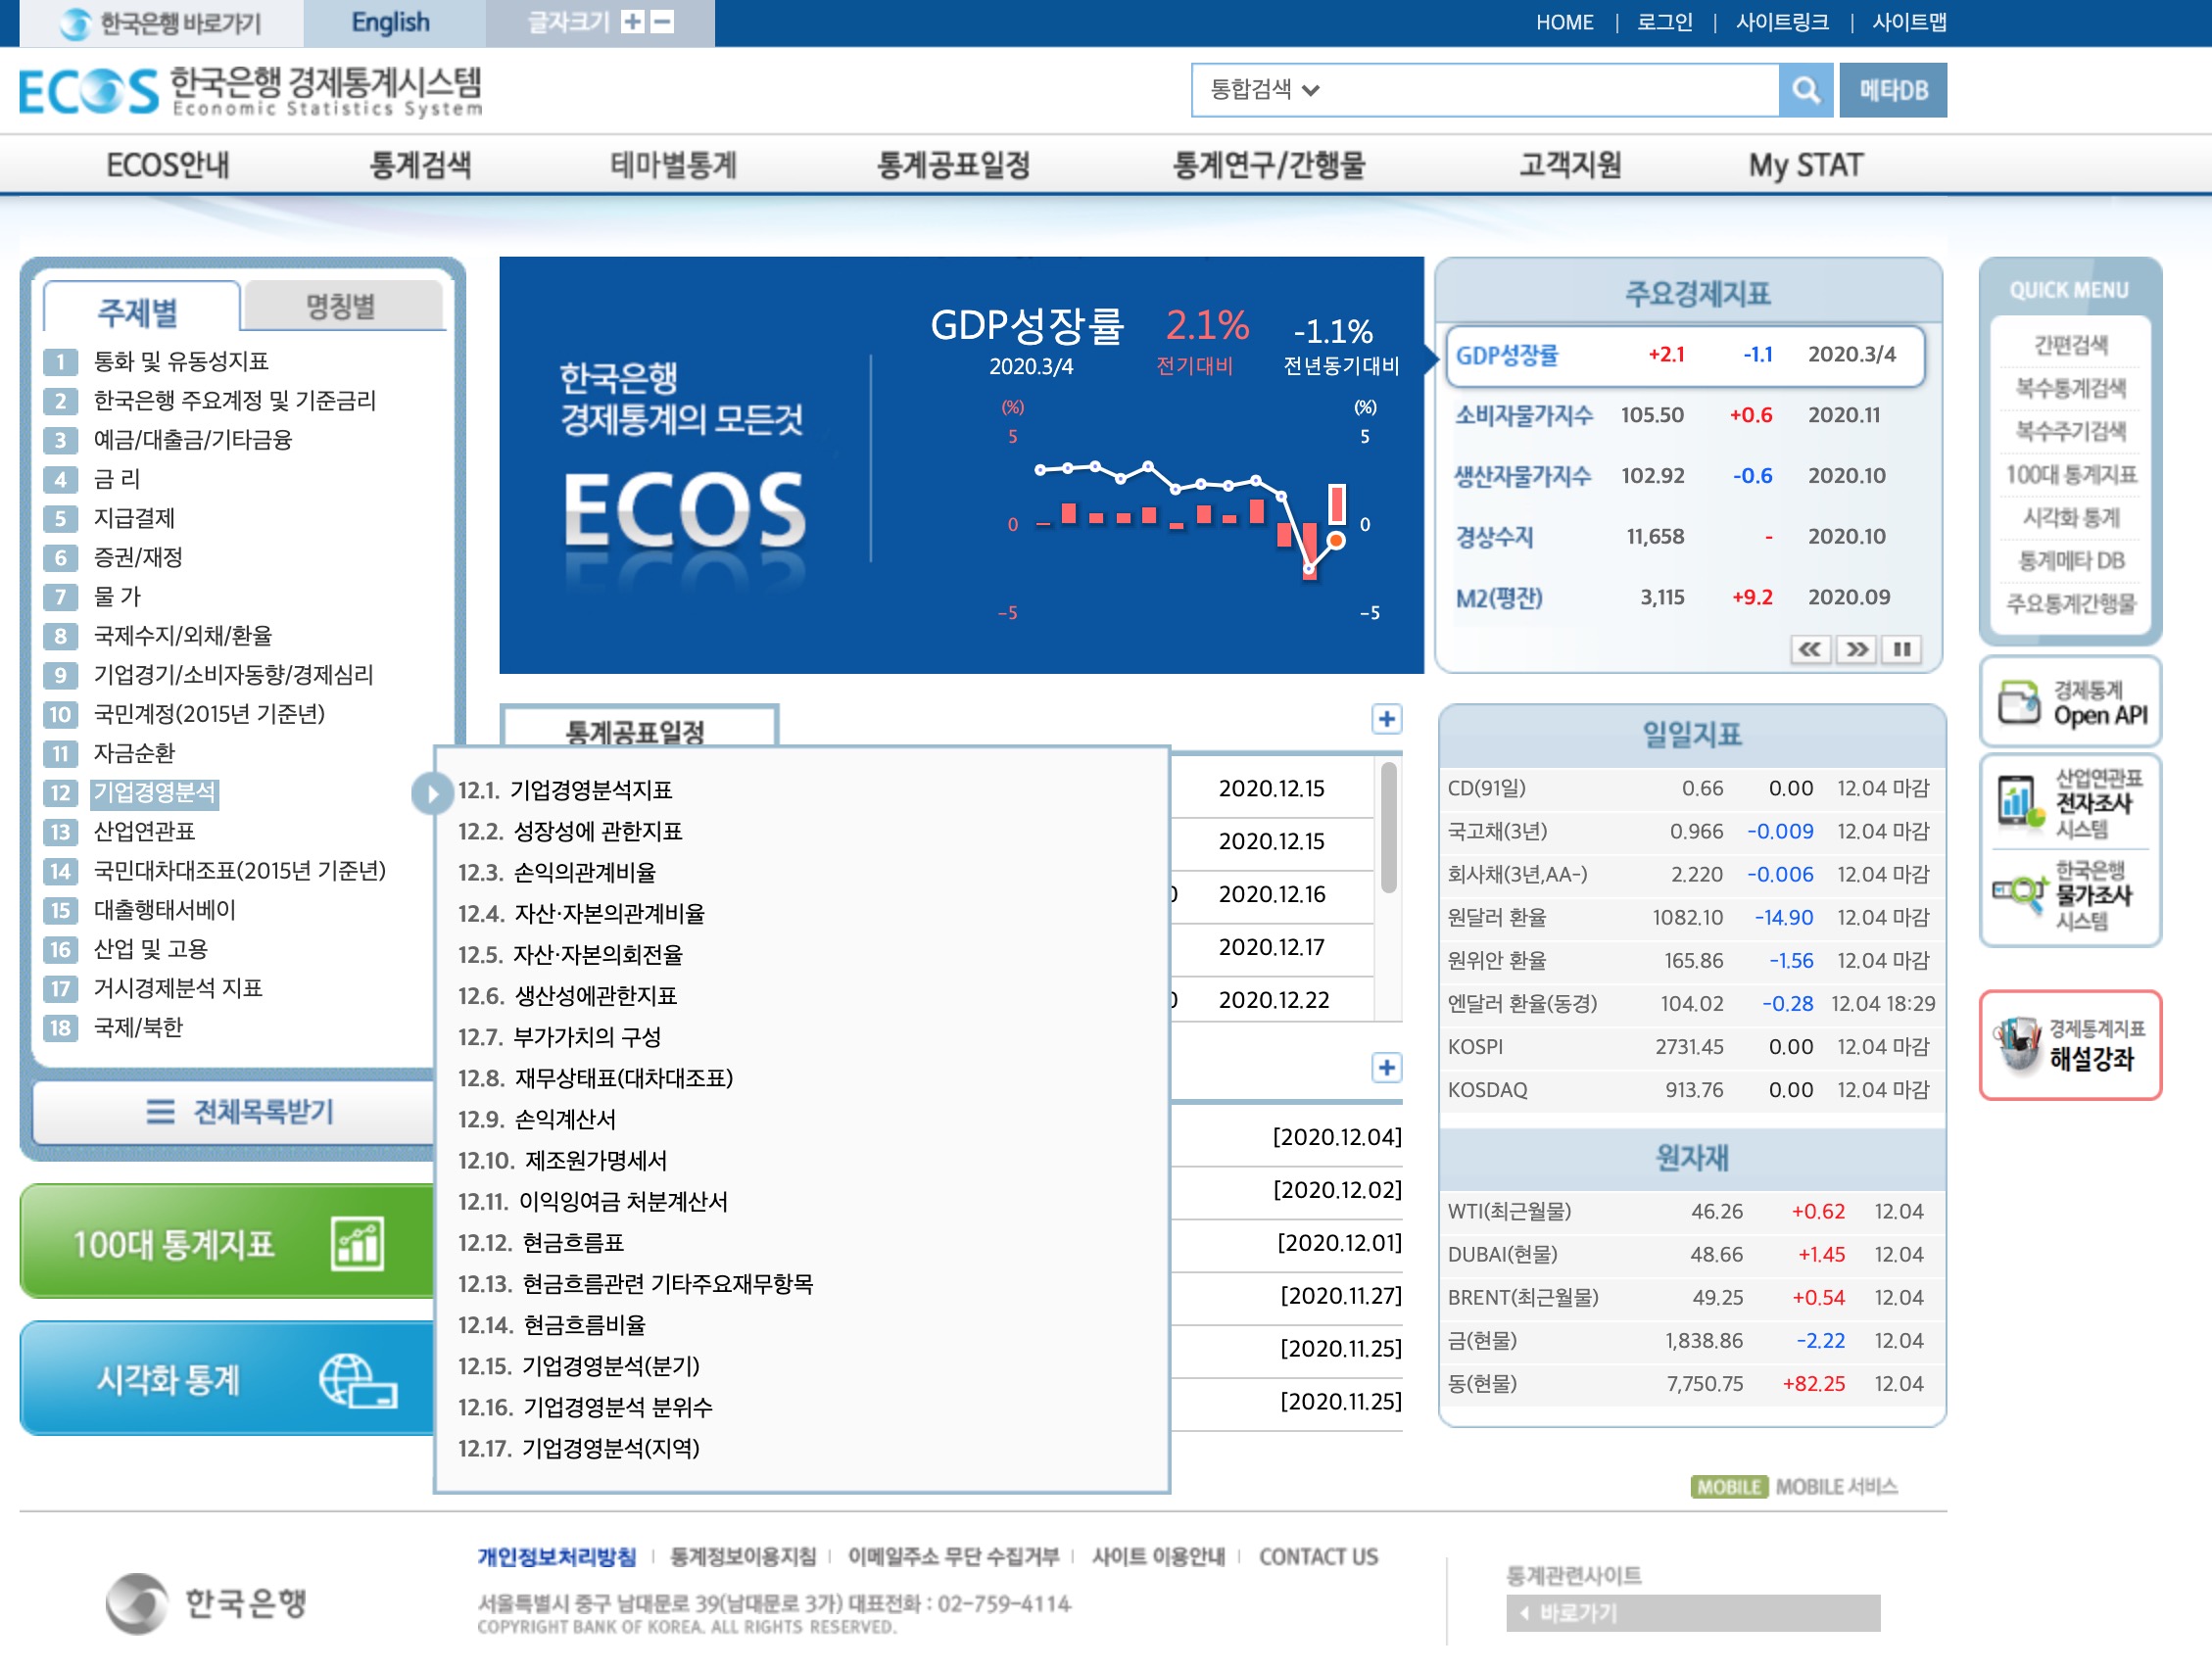 한국은행 바로가기
English
글자크기
HOME
로그인
사이트링크
사이트맵
ECOS 한국은행 경제통계시스템
Economic Statistics System
통합검색
메타DB
ECOS안내
통계검색
테마별통계
통계공표일정
통계연구/간행물
고객지원
My STAT
주제별
명칭별
1 통화 및 유동성지표
2 한국은행 주요계정 및 기준금리
3 예금/대출금/기타금융
4 금 리
5 지급결제
6 증권/재정
7 물 가
8 국제수지/외채/환율
9 기업경기/소비자동향/경제심리
10 국민계정(2015년 기준년)
11 자금순환
12 기업경영분석
13 산업연관표
14 국민대차대조표(2015년 기준년)
15 대출행태서베이
16 산업 및 고용
17 거시경제분석 지표
18 국제/북한
전체목록받기
100대 통계지표
시각화 통계
한국은행
경제통계의 모든것
ECOS
GDP성장률 2.1% -1.1%
2020.3/4 전기대비 전년동기대비
(%) (%)
5 5
0 0
-5 -5
주요경제지표
GDP성장률 +2.1 -1.1 2020.3/4
소비자물가지수 105.50 +0.6 2020.11
생산자물가지수 102.92 -0.6 2020.10
경상수지 11,658 - 2020.10
M2(평잔) 3,115 +9.2 2020.09
QUICK MENU
간편검색
복수통계검색
복수주기검색
100대 통계지표
시각화 통계
통계메타 DB
주요통계간행물
경제통계
Open API
산업연관표
전자조사
시스템
한국은행
물가조사
시스템
경제통계지표
해설강좌
통계공표일정
12.1. 기업경영분석지표
12.2. 성장성에 관한지표
12.3. 손익의관계비율
12.4. 자산·자본의관계비율
12.5. 자산·자본의회전율
12.6. 생산성에관한지표
12.7. 부가가치의 구성
12.8. 재무상태표(대차대조표)
12.9. 손익계산서
12.10. 제조원가명세서
12.11. 이익잉여금 처분계산서
12.12. 현금흐름표
12.13. 현금흐름관련 기타주요재무항목
12.14. 현금흐름비율
12.15. 기업경영분석(분기)
12.16. 기업경영분석 분위수
12.17. 기업경영분석(지역)
2020.12.15
2020.12.15
2020.12.16
2020.12.17
2020.12.22
[2020.12.04]
[2020.12.02]
[2020.12.01]
[2020.11.27]
[2020.11.25]
[2020.11.25]
일일지표
CD(91일) 0.66 0.00 12.04 마감
국고채(3년) 0.966 -0.009 12.04 마감
회사채(3년,AA-) 2.220 -0.006 12.04 마감
원달러 환율 1082.10 -14.90 12.04 마감
원위안 환율 165.86 -1.56 12.04 마감
엔달러 환율(동경) 104.02 -0.28 12.04 18:29
KOSPI 2731.45 0.00 12.04 마감
KOSDAQ 913.76 0.00 12.04 마감
원자재
WTI(최근월물) 46.26 +0.62 12.04
DUBAI(현물) 48.66 +1.45 12.04
BRENT(최근월물) 49.25 +0.54 12.04
금(현물) 1,838.86 -2.22 12.04
동(현물) 7,750.75 +82.25 12.04
MOBILE MOBILE 서비스
한국은행
개인정보처리방침
통계정보이용지침
이메일주소 무단 수집거부
사이트 이용안내
CONTACT US
서울특별시 중구 남대문로 39(남대문로 3가) 대표전화 : 02-759-4114
COPYRIGHT BANK OF KOREA. ALL RIGHTS RESERVED.
통계관련사이트
바로가기